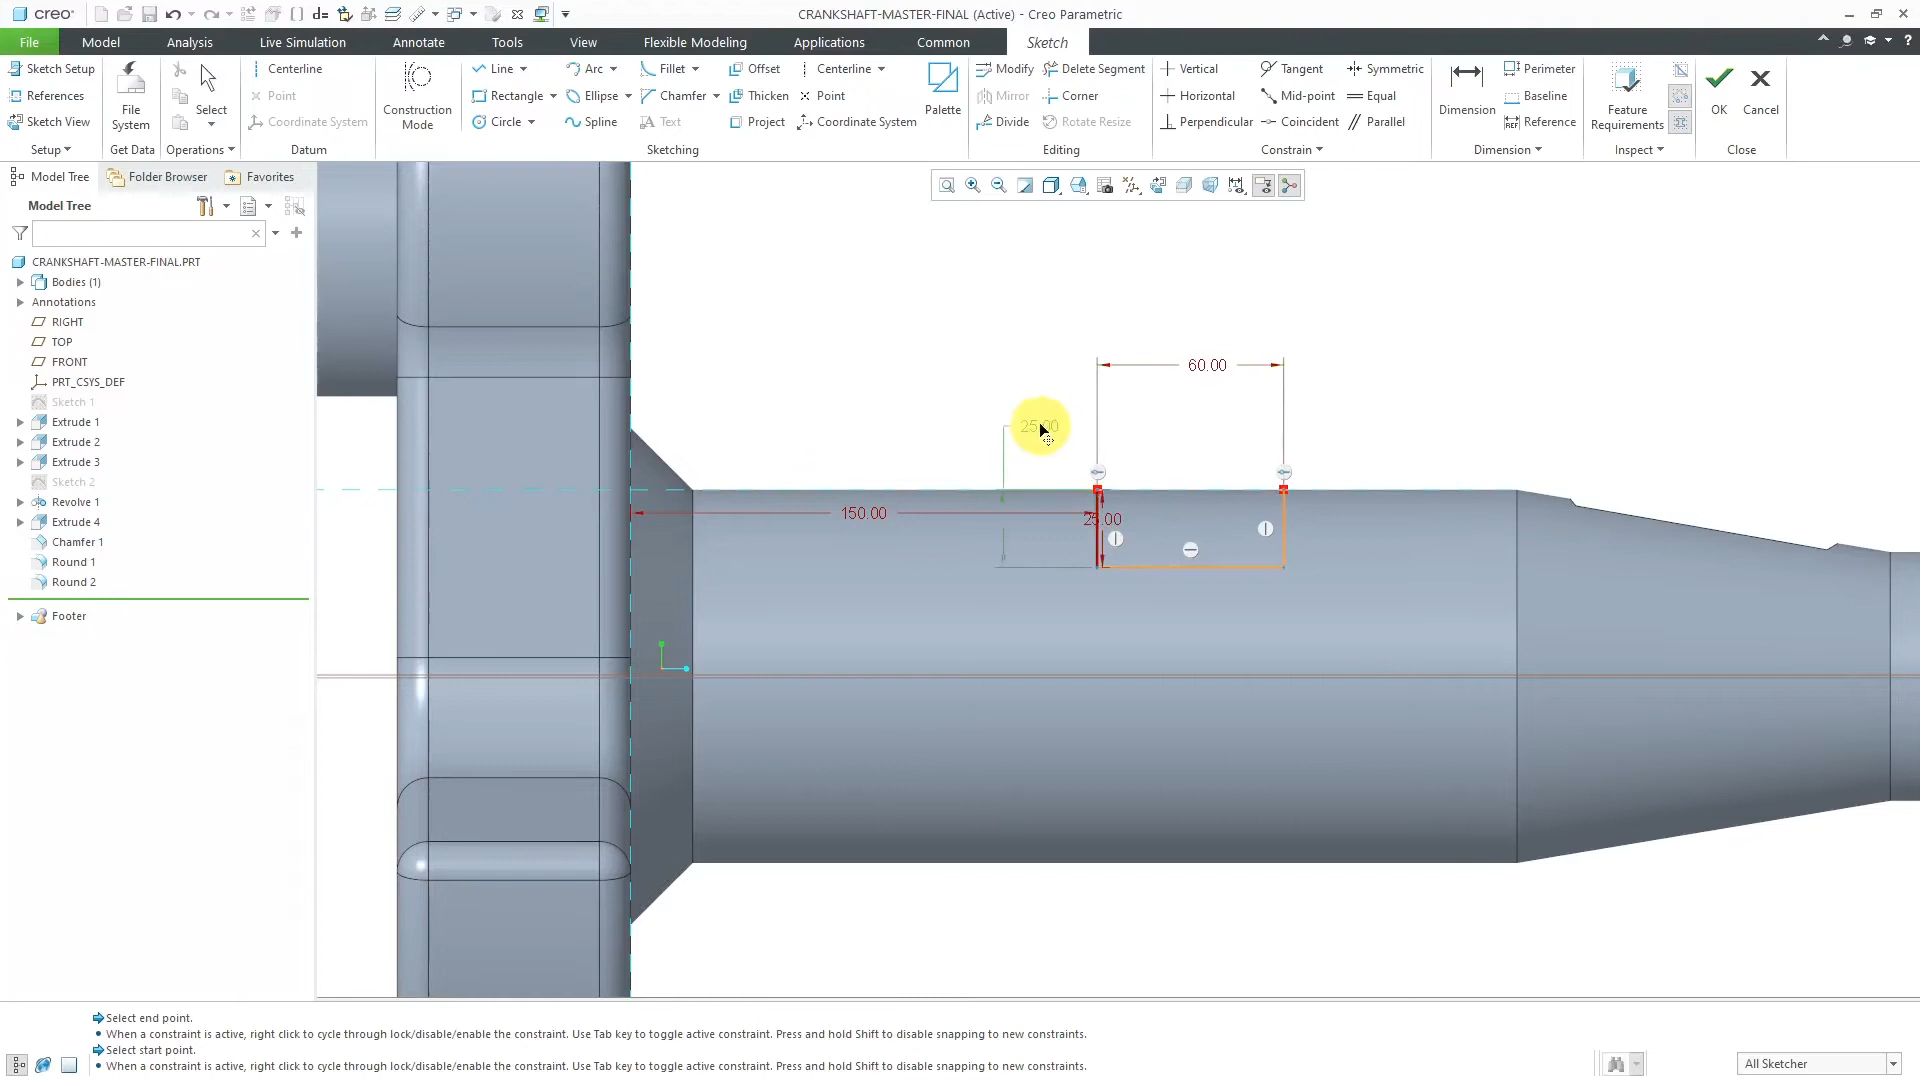 creo
d=
CRANKSHAFT-MASTER-FINAL (Active) - Creo Parametric
File
Model
Analysis
Live Simulation
Annotate
Tools
View
Flexible Modeling
Applications
Common
Sketch
Sketch Setup
References
Sketch View
Setup
File System
Get Data
Select
Operations
Centerline
Point
Coordinate System
Datum
Construction Mode
Line
Rectangle
Circle
Arc
Ellipse
Spline
Fillet
Chamfer
Text
Offset
Thicken
Project
Centerline
Point
Coordinate System
Palette
Sketching
Modify
Mirror
Divide
Delete Segment
Corner
Rotate Resize
Editing
Vertical
Horizontal
Perpendicular
Tangent
Mid-point
Coincident
Symmetric
Equal
Parallel
Constrain
Dimension
Perimeter
Baseline
Reference
REF
Dimension
Feature Requirements
Inspect
OK
Cancel
Close
Model Tree
Folder Browser
Favorites
Model Tree
CRANKSHAFT-MASTER-FINAL.PRT
Bodies (1)
Annotations
RIGHT
TOP
FRONT
PRT_CSYS_DEF
Sketch 1
Extrude 1
Extrude 2
Extrude 3
Sketch 2
Revolve 1
Extrude 4
Chamfer 1
Round 1
Round 2
Footer
60.00
25.00
150.00
25.00
Select end point.
When a constraint is active, right click to cycle through lock/disable/enable the constraint. Use Tab key to toggle active constraint. Press and hold Shift to disable snapping to new constraints.
Select start point.
When a constraint is active, right click to cycle through lock/disable/enable the constraint. Use Tab key to toggle active constraint. Press and hold Shift to disable snapping to new constraints.
All Sketcher